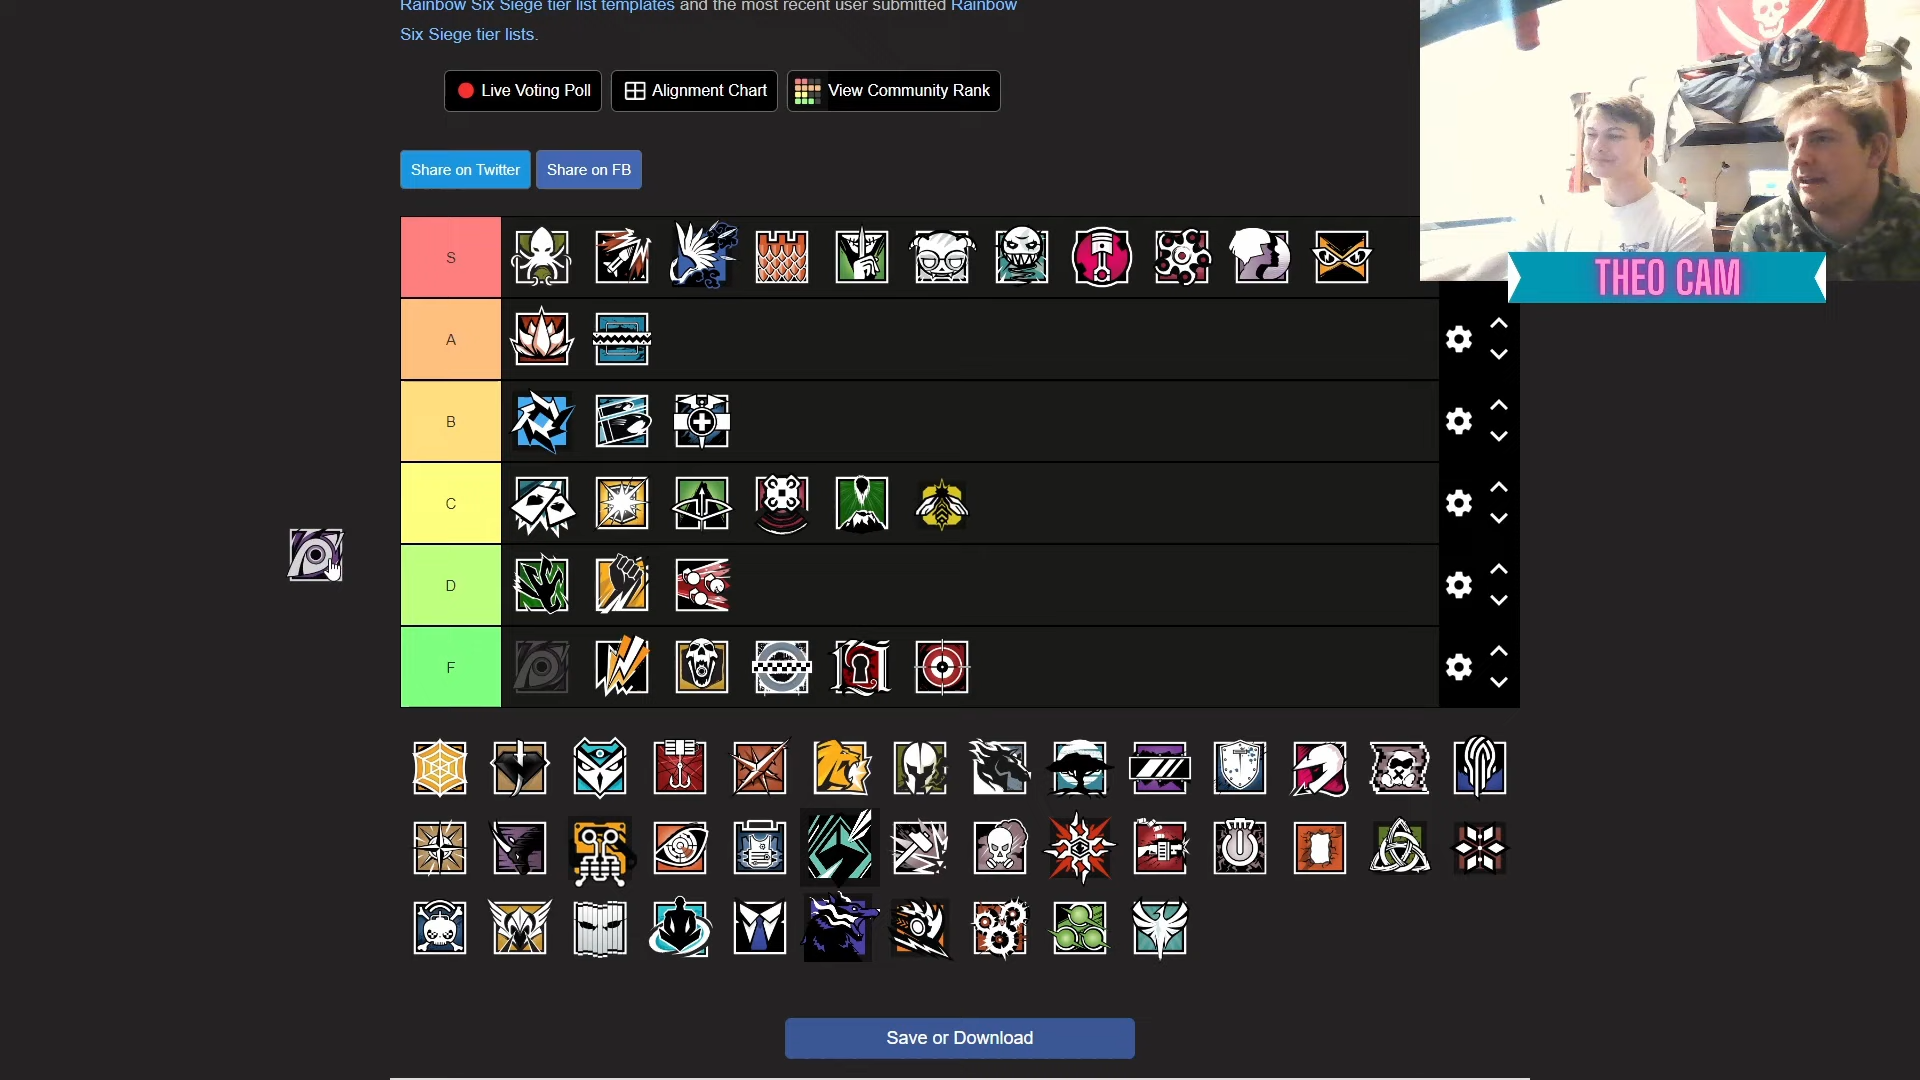 Rainbow Six Siege tier list templates and the most recent user submitted Rainbow
Six Siege tier lists.
Live Voting Poll
Alignment Chart
View Community Rank
Share on Twitter
Share on FB
THEO CAM
S
A
B
C
D
F
Save or Download